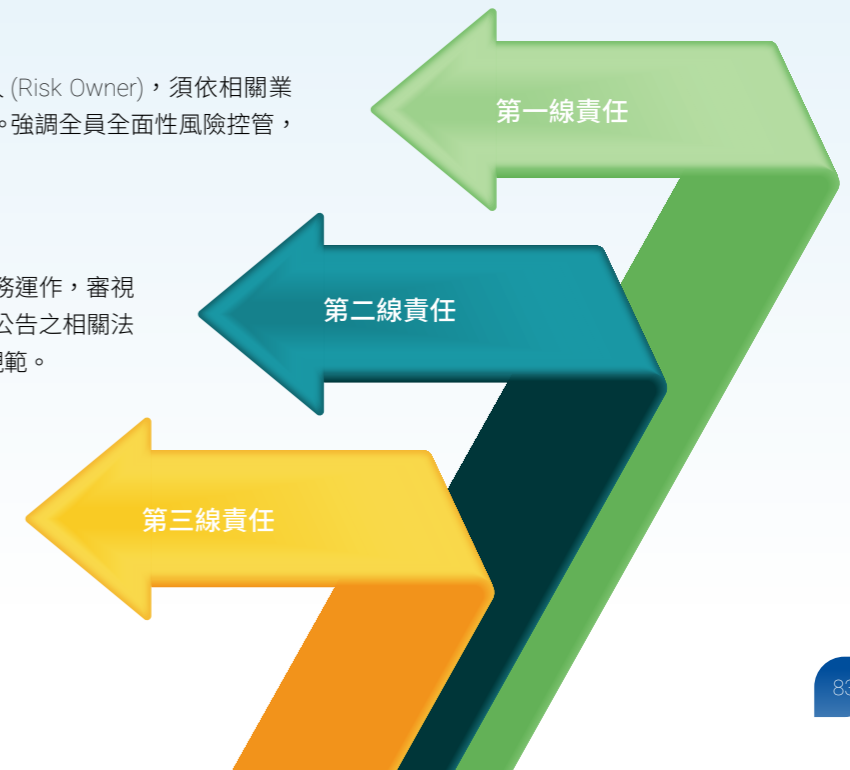 (Risk Owner)，須依相關業
。強調全員全面性風險控管，
第一線責任
務運作，審視
公告之相關法
規範。
第二線責任
第三線責任
83